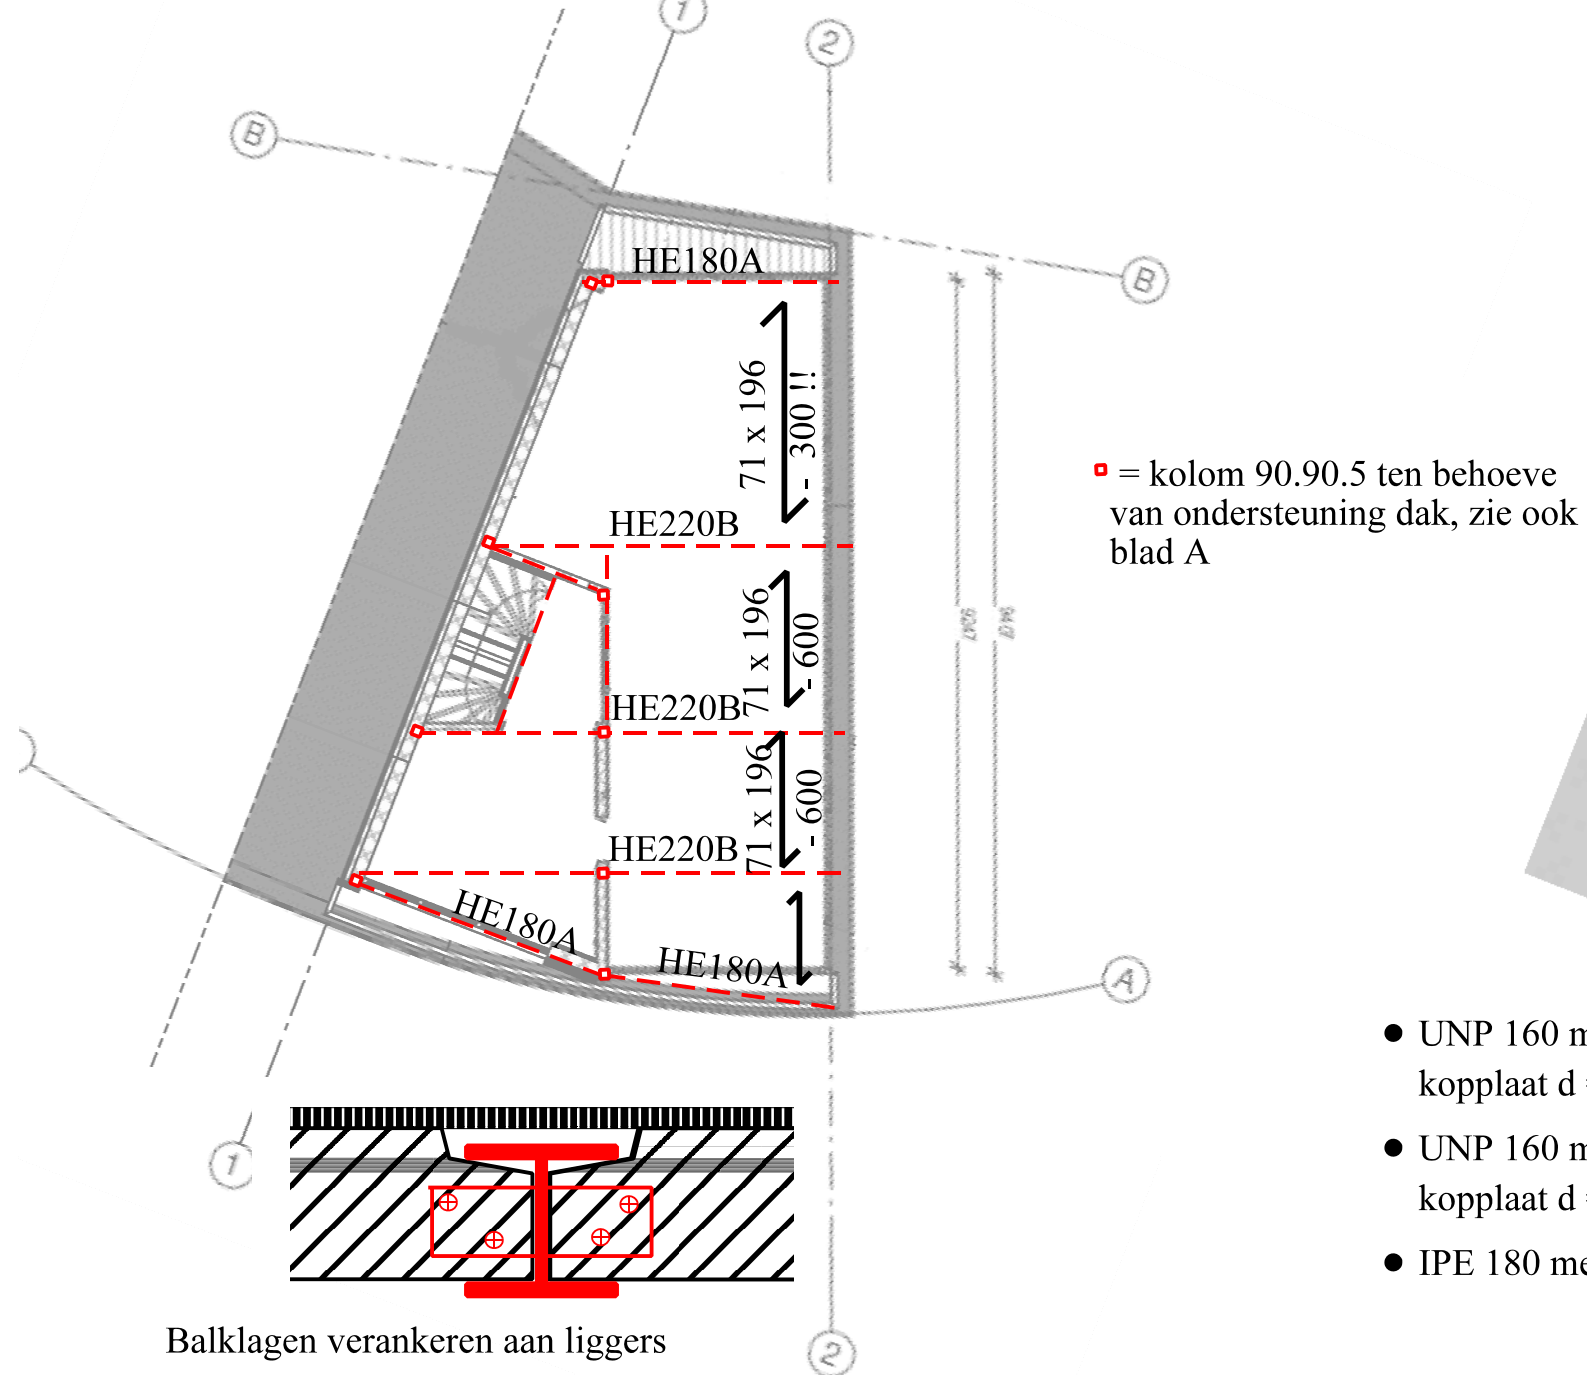 1
2
B
HE180A
B
71 x 196
- 300 !!
= kolom 90.90.5 ten behoeve
van ondersteuning dak, zie ook
blad A
HE220B
71 x 196
- 600
HE220B
71 x 196
- 600
HE220B
HE180A
HE180A
A
UNP 160 m
kopplaat d
UNP 160 m
kopplaat d
IPE 180 me
1
2
Balklagen verankeren aan liggers